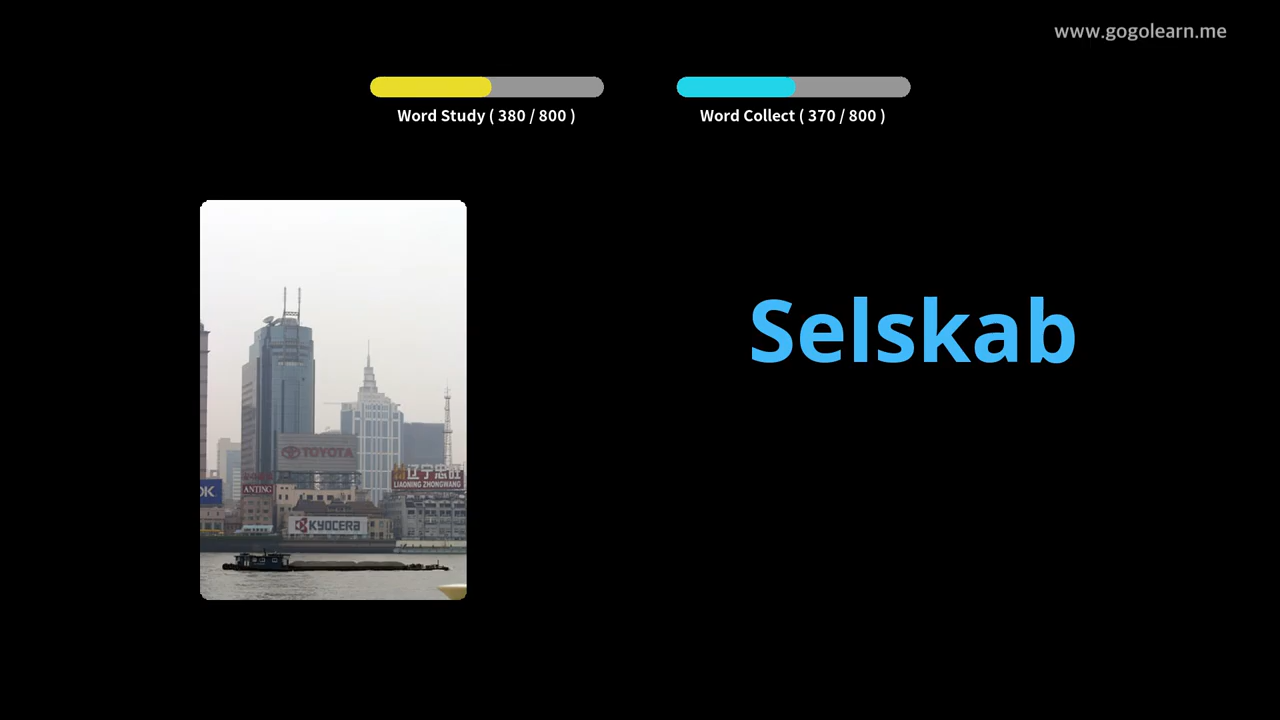 www.gogolearn.me
Word Study ( 380 / 800 )
Word Collect ( 370 / 800 )
Selskab
TOYOTA
辽宁忠旺
LIAONING ZHONGWANG
OK
ANTING
KYOCERA